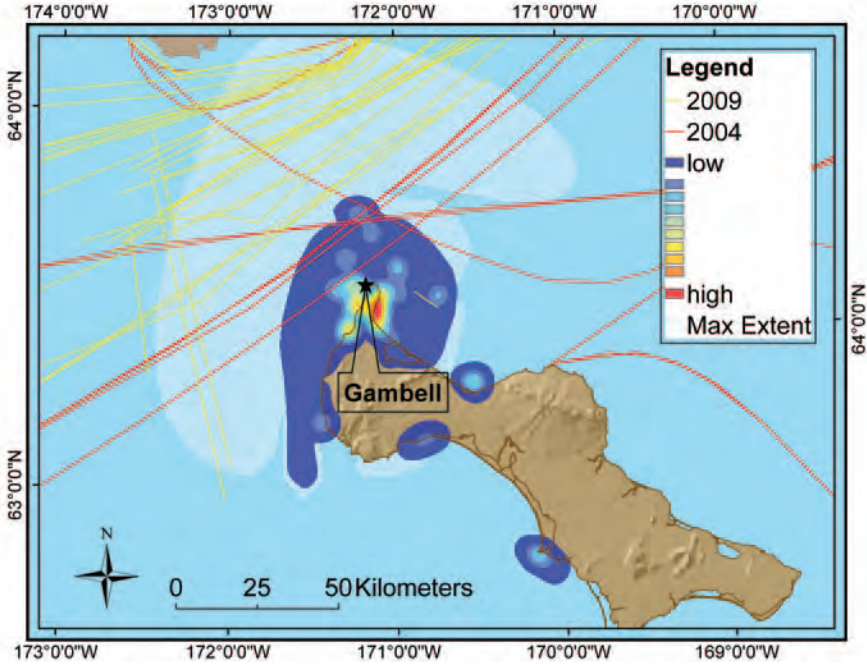 174°0'0"W 173°0'0"W 172°0'0"W 171°0'0"W 170°0'0"W
64°0'0"N
63°0'0"N
Legend
2009
2004
low
high
Max Extent
64°0'0"N
Gambell
N
0 25 50 Kilometers
173°0'0"W 172°0'0"W 171°0'0"W 170°0'0"W 169°0'0"W